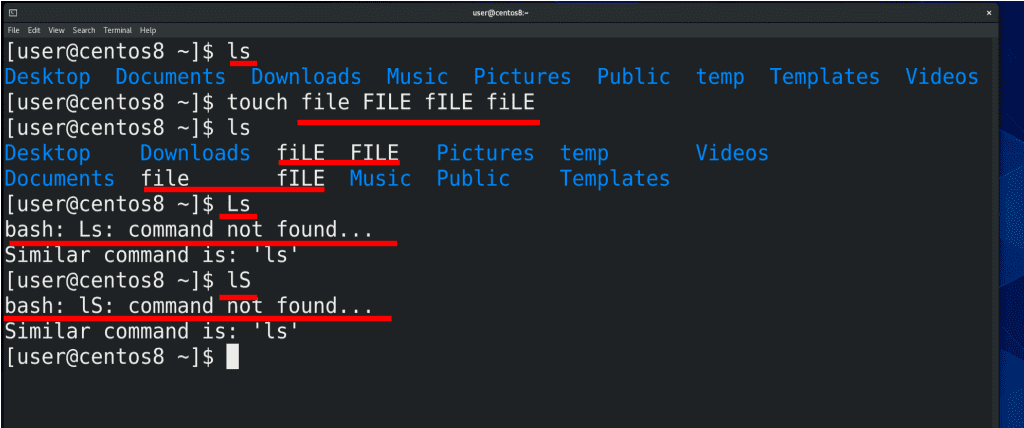 user@centos8:~
File Edit View Search Terminal Help
[user@centos8 ~]$ ls
Desktop Documents Downloads Music Pictures Public temp Templates Videos
[user@centos8 ~]$ touch file FILE fILE fiLE
[user@centos8 ~]$ ls
Desktop Downloads fiLE FILE Pictures temp Videos
Documents file fILE Music Public Templates
[user@centos8 ~]$ Ls
bash: Ls: command not found...
Similar command is: 'ls'
[user@centos8 ~]$ lS
bash: lS: command not found...
Similar command is: 'ls'
[user@centos8 ~]$